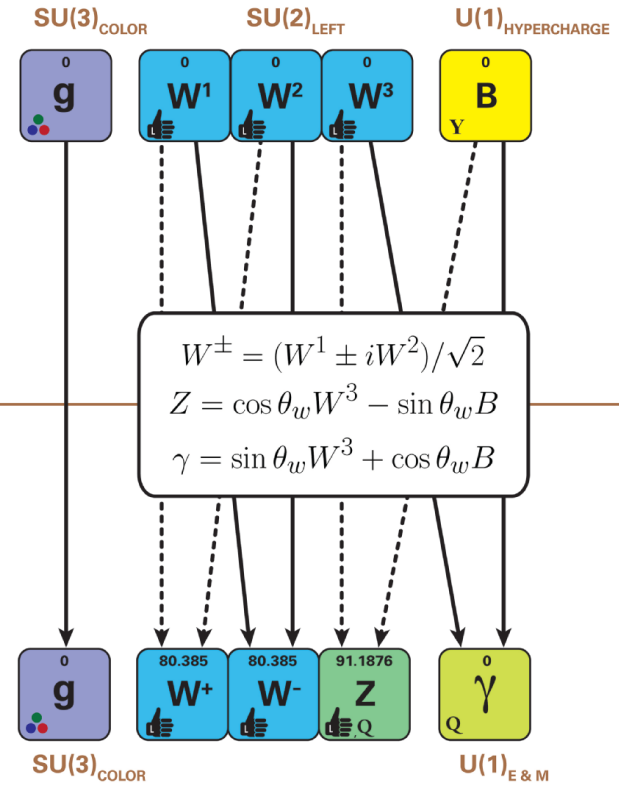 SU(3)COLOR SU(2)LEFT U(1)HYPERCHARGE
0 0 0 0 0
g W¹ W² W³ B
L L L Y
W± = (W¹ ± iW²)/√2
Z = cos θw W³ − sin θw B
γ = sin θw W³ + cos θw B
0 80.385 80.385 91.1876 0
g W⁺ W⁻ Z γ
L L L,Q Q
SU(3)COLOR U(1)E & M